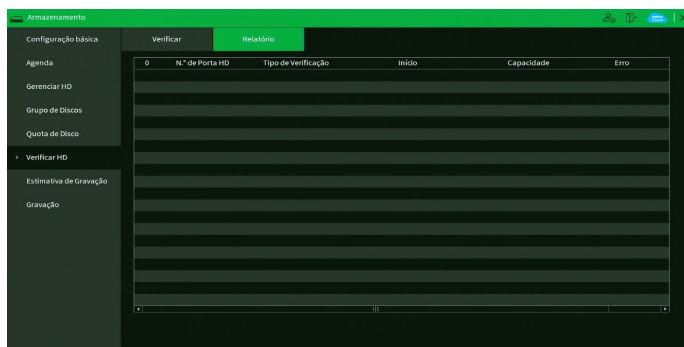 Armazenamento
Configuração básica
Verificar
Relatório
Agenda
0 N.° de Porta HD Tipo de Verificação Início Capacidade Erro
Gerenciar HD
Grupo de Discos
Quota de Disco
Verificar HD
Estimativa de Gravação
Gravação